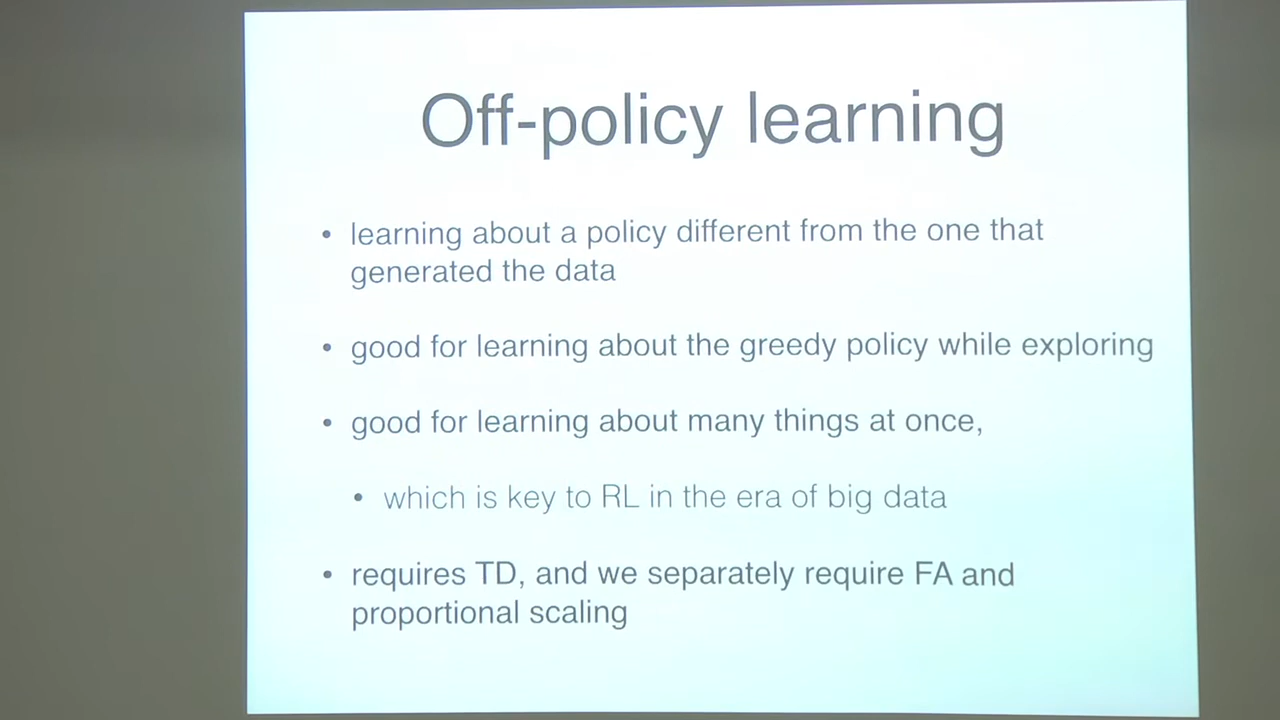 Off-policy learning
• learning about a policy different from the one that
generated the data
• good for learning about the greedy policy while exploring
• good for learning about many things at once,
• which is key to RL in the era of big data
• requires TD, and we separately require FA and
proportional scaling